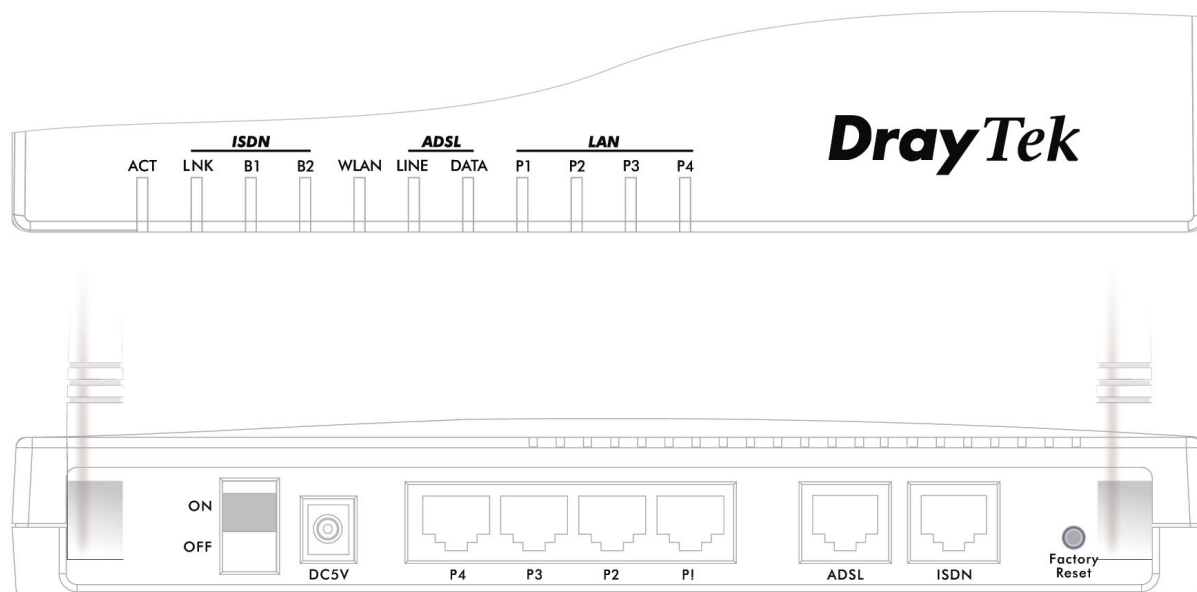 ISDN ADSL LAN
ACT LNK B1 B2 WLAN LINE DATA P1 P2 P3 P4
DrayTek
ON
OFF
DC5V P4 P3 P2 P! ADSL ISDN
Factory
Reset